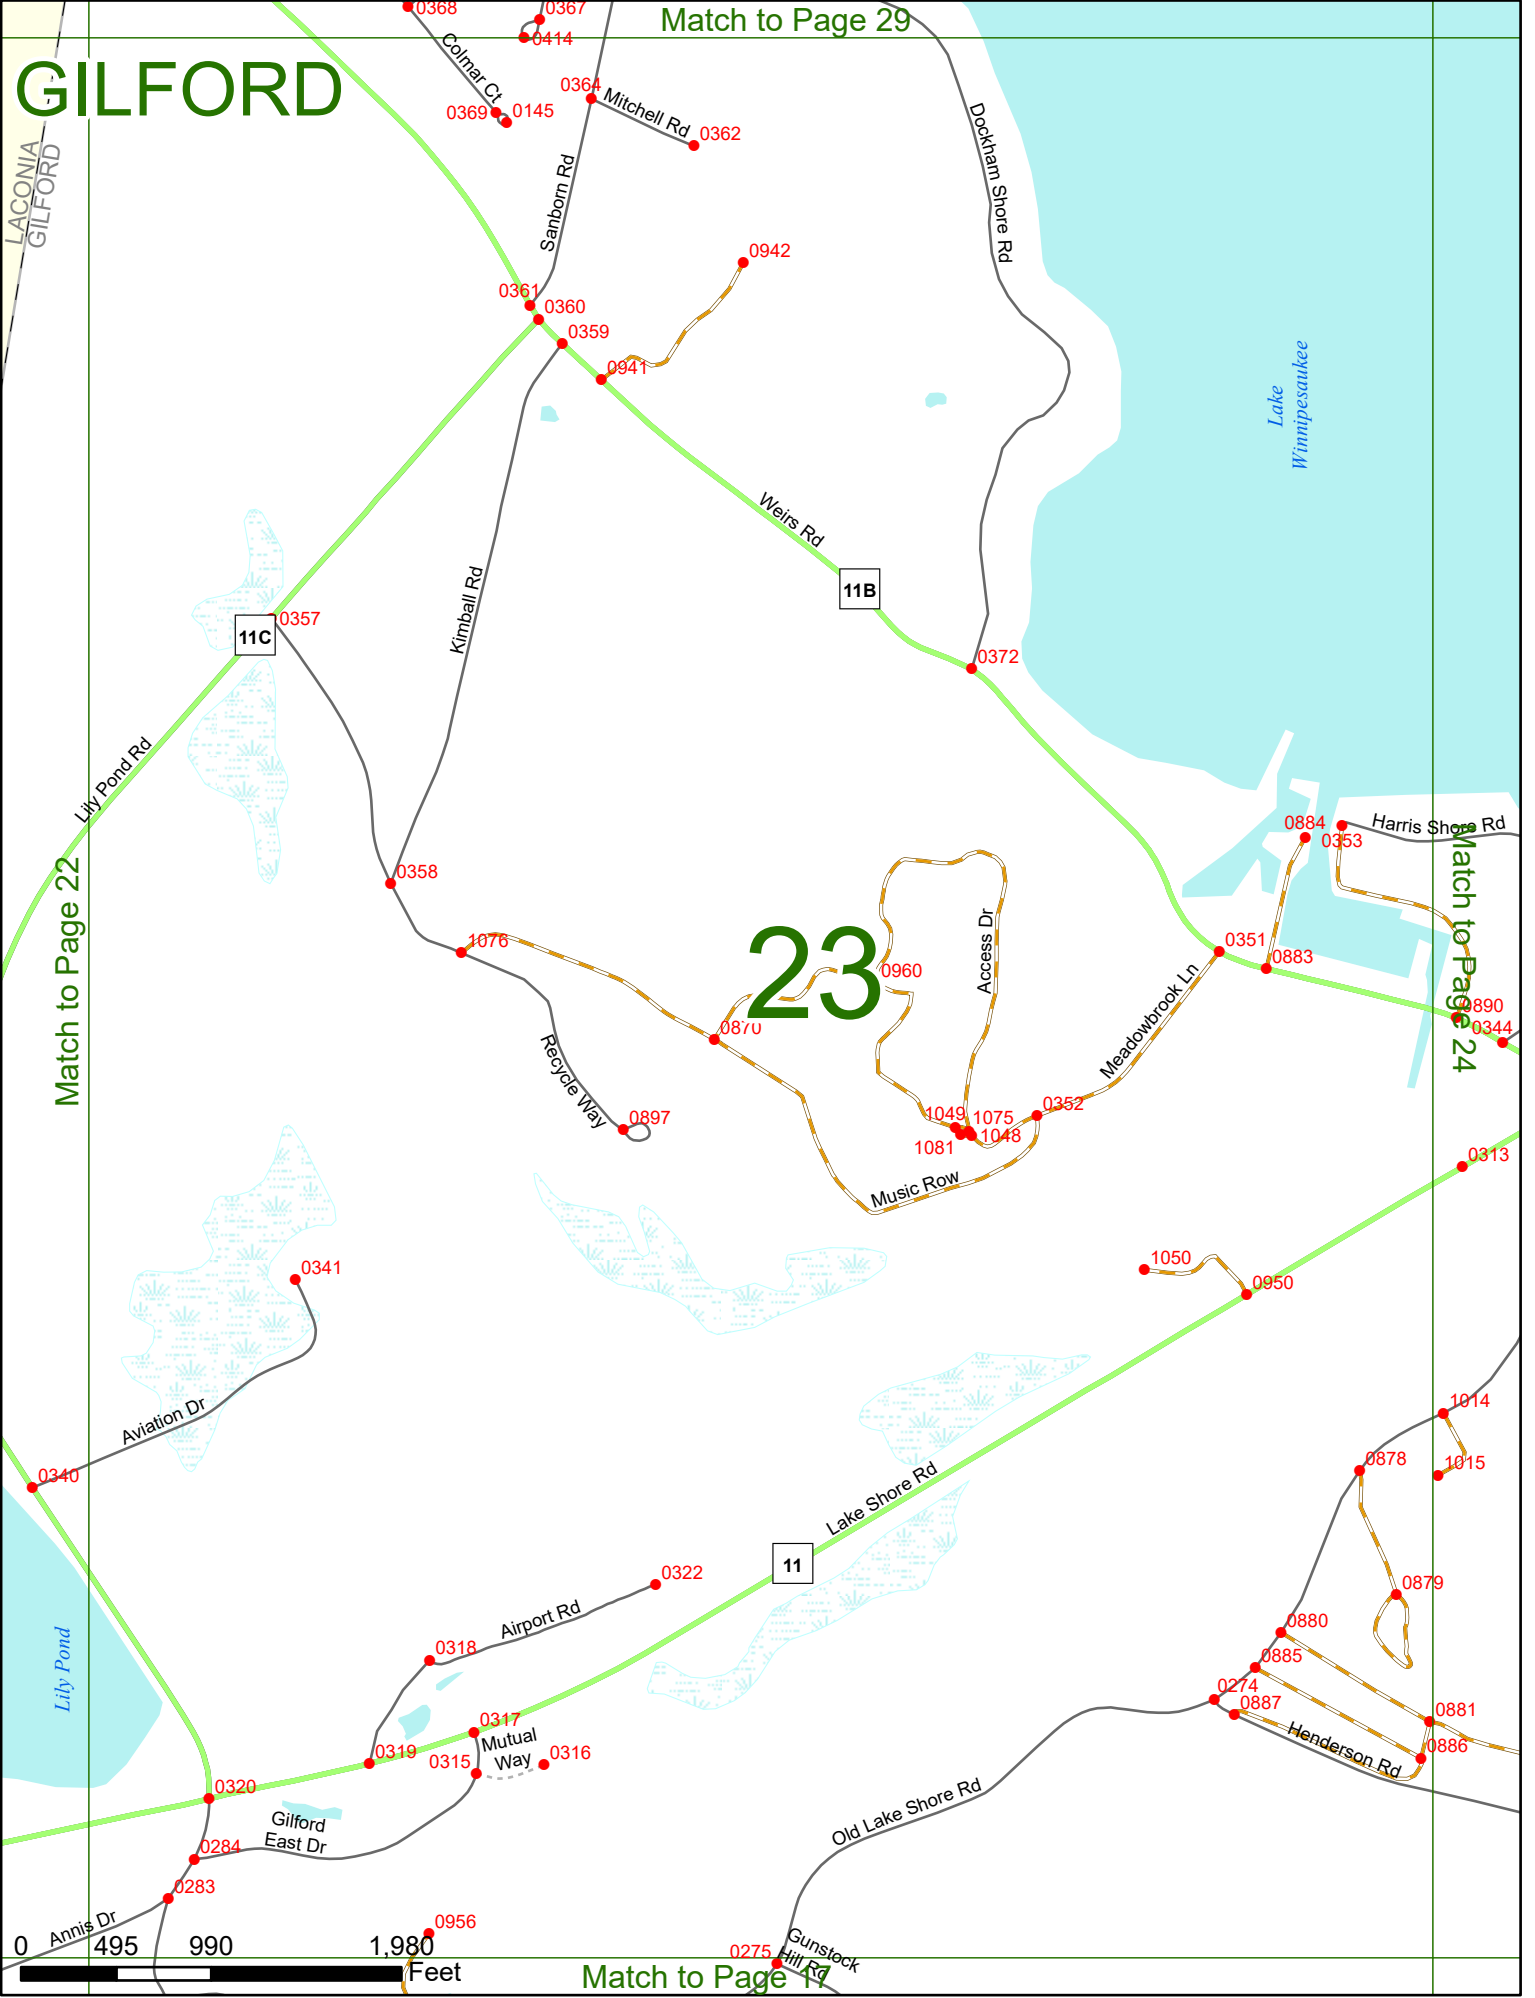 0368
0367
Match to Page 29
0414
Colmar Ct
GILFORD
0364
Mitchell Rd
0369
0145
0362
Dockham Shore Rd
LACONIA
GILFORD
Sanborn Rd
0942
0361
0360
0359
0941
Lake
Winnipesaukee
Weirs Rd
11B
Kimball Rd
0357
11C
0372
Lily Pond Rd
0884
0353
Harris Shore Rd
Match to Page 22
0358
Match to Page 24
23
Access Dr
1076
0960
0351
0883
Meadowbrook Ln
0870
0890
0344
Recycle Way
0897
1049
1075
0352
1081
1048
0313
Music Row
0341
1050
0950
Aviation Dr
1014
0340
0878
1015
Lake Shore Rd
11
0322
0879
Airport Rd
0318
0880
0885
Lily Pond
0274
0887
0881
0317
Mutual
Way
Henderson Rd
0886
0319
0315
0316
0320
Gilford
East Dr
Old Lake Shore Rd
0284
0283
Annis Dr
0956
0 495 990 1,980
Feet
0275
Gunstock
Hill Rd
Match to Page 17